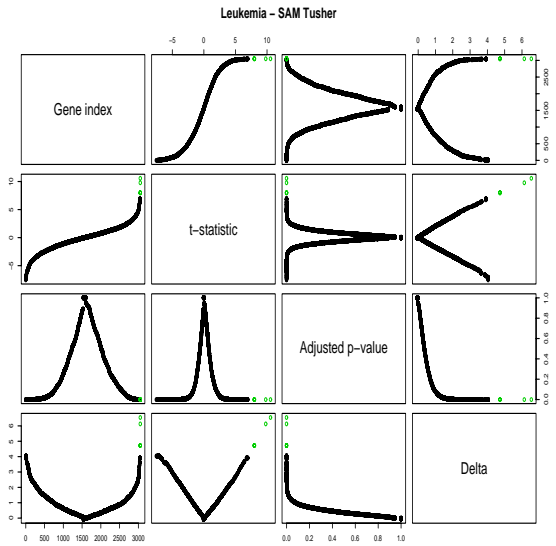 Leukemia − SAM Tusher
−5 0 5 10
0 1 2 3 4 5 6
Gene index
0 500 1500 2500
−5 0 5 10
t−statistic
Adjusted p−value
0.0 0.2 0.4 0.6 0.8 1.0
0 1 2 3 4 5 6
Delta
0 500 1000 1500 2000 2500 3000
0.0 0.2 0.4 0.6 0.8 1.0